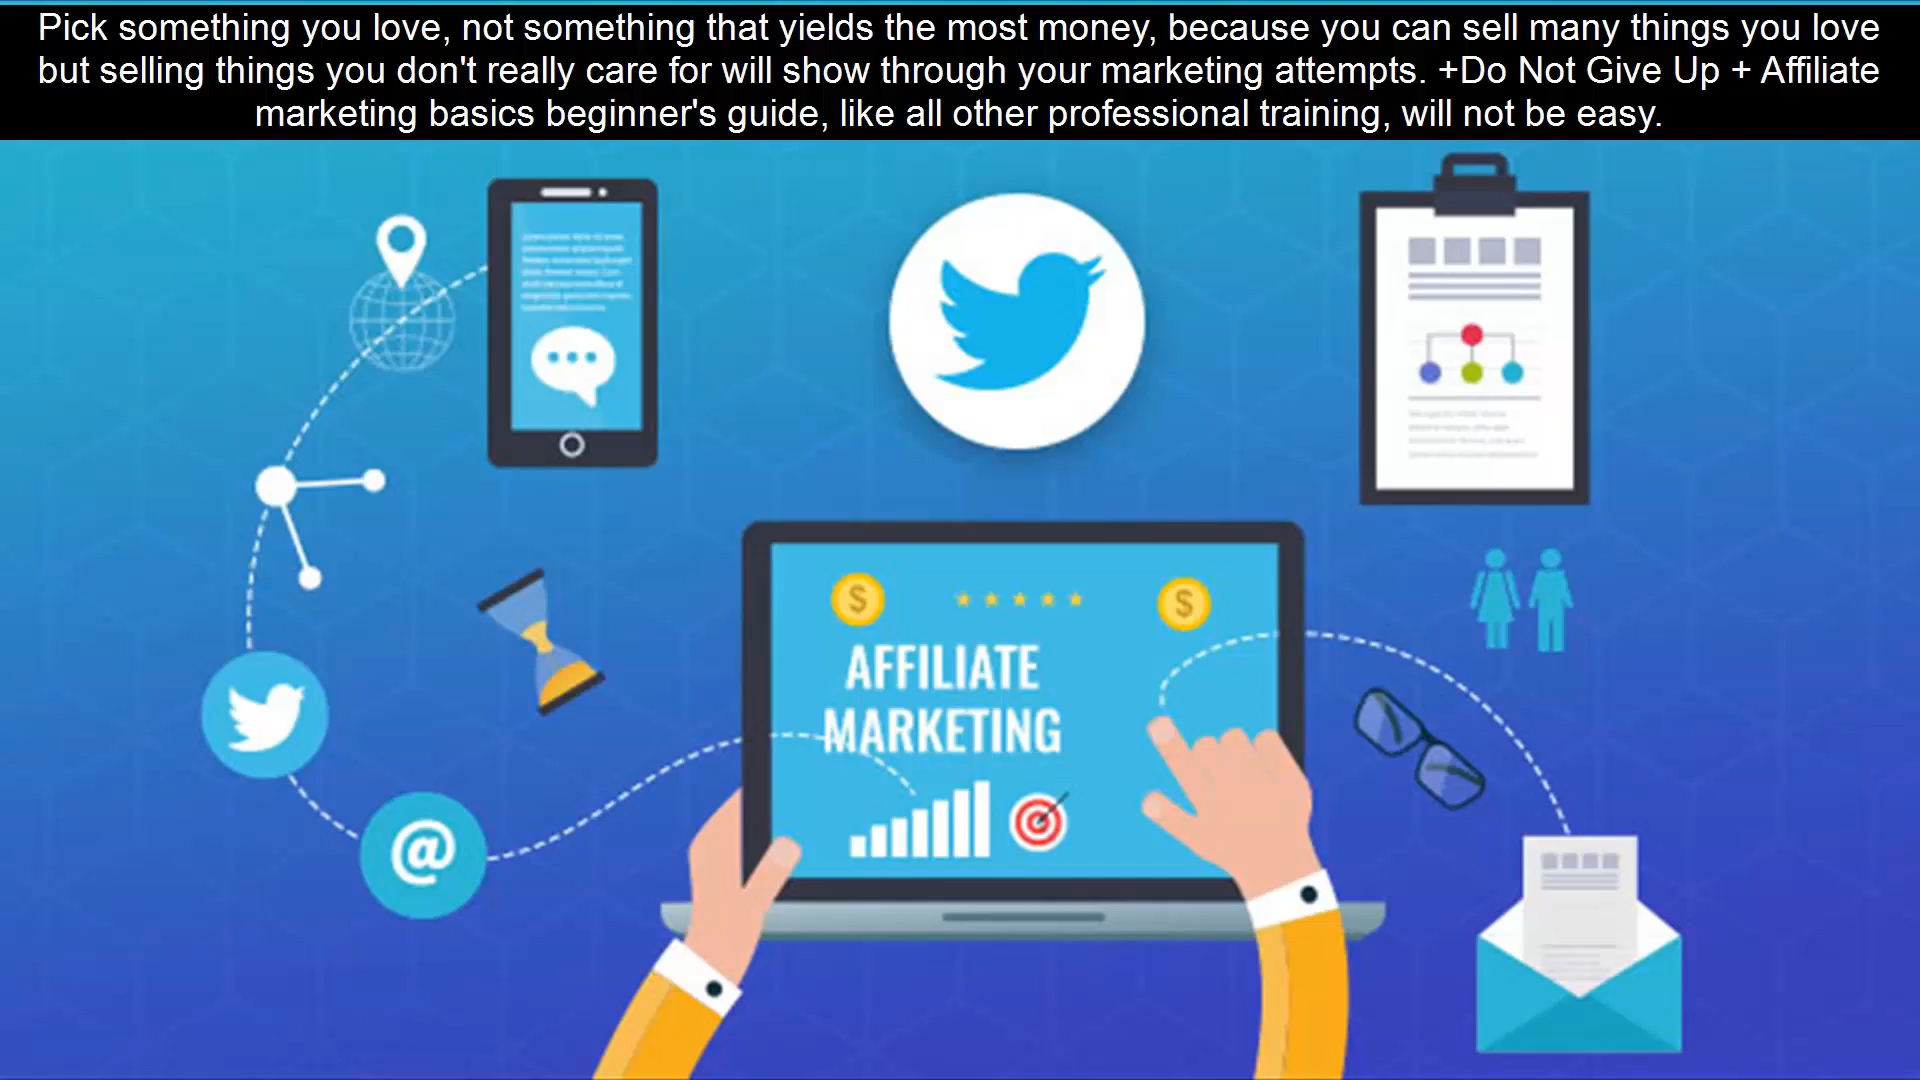 Pick something you love, not something that yields the most money, because you can sell many things you love
but selling things you don't really care for will show through your marketing attempts. +Do Not Give Up + Affiliate
marketing basics beginner's guide, like all other professional training, will not be easy.
$ $
AFFILIATE
MARKETING
@